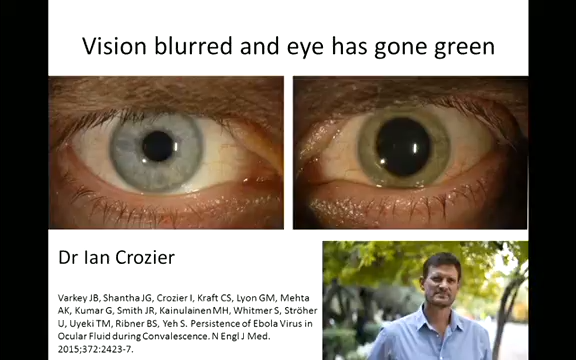 Vision blurred and eye has gone green
Dr Ian Crozier
Varkey JB, Shantha JG, Crozier I, Kraft CS, Lyon GM, Mehta
AK, Kumar G, Smith JR, Kainulainen MH, Whitmer S, Ströher
U, Uyeki TM, Ribner BS, Yeh S. Persistence of Ebola Virus in
Ocular Fluid during Convalescence. N Engl J Med.
2015;372:2423-7.